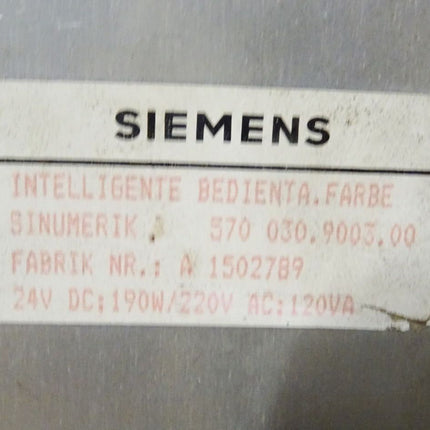 SIEMENS
INTELLIGENTE BEDIENTA.FARBE
SINUMERIK 570 030.9003.00
FABRIK NR.: A 1502789
24V DC;190W/220V AC:120VA